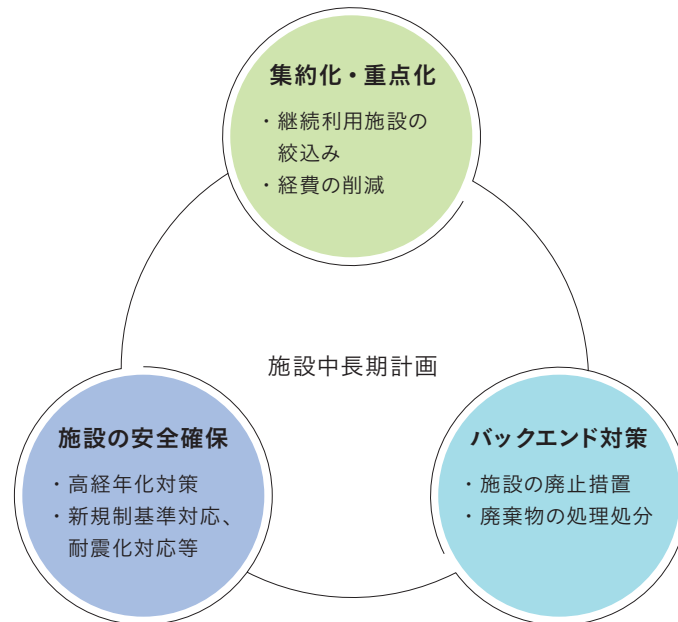 集約化・重点化
・継続利用施設の
絞込み
・経費の削減
施設中長期計画
施設の安全確保
・高経年化対策
・新規制基準対応、
耐震化対応等
バックエンド対策
・施設の廃止措置
・廃棄物の処理処分